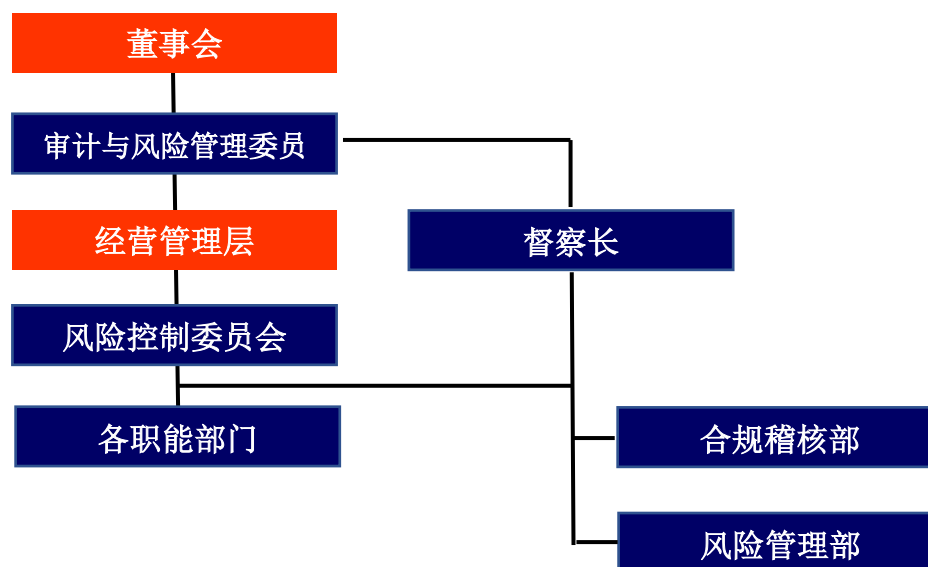 董事会
审计与风险管理委员
经营管理层
督察长
风险控制委员会
各职能部门
合规稽核部
风险管理部